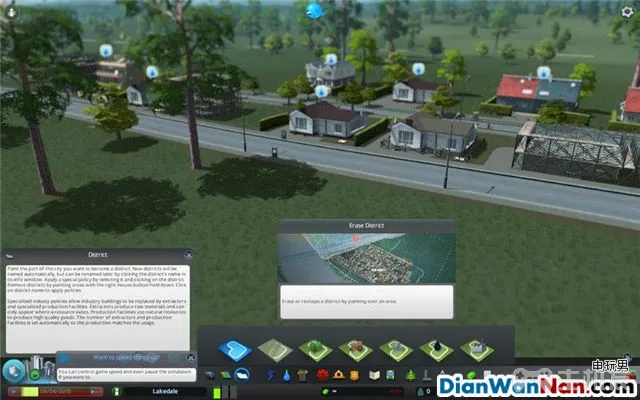 Erase District
Erase or reshape a district by painting over an area.
District
Paint the part of the city you want to become a district. New districts will be
named automatically, but can be renamed later by clicking the district's name in
its info window. Apply a special policy by selecting it and clicking on the district.
Remove districts by painting areas with the right mouse button held down. Click
on district name to apply policies.
Specialized industry policies allow industry buildings to be replaced by extractors
and specialized production facilities. Extractors produce raw materials and can
only appear where a resource exists. Production facilities use natural resources
to produce high quality goods. The number of extractors and production
facilities is set automatically to the production matches the usage.
Want to speed things up?
You can control game speed and even pause the simulation
if you want to.
Lakedale
电玩男
DianWanNan.com